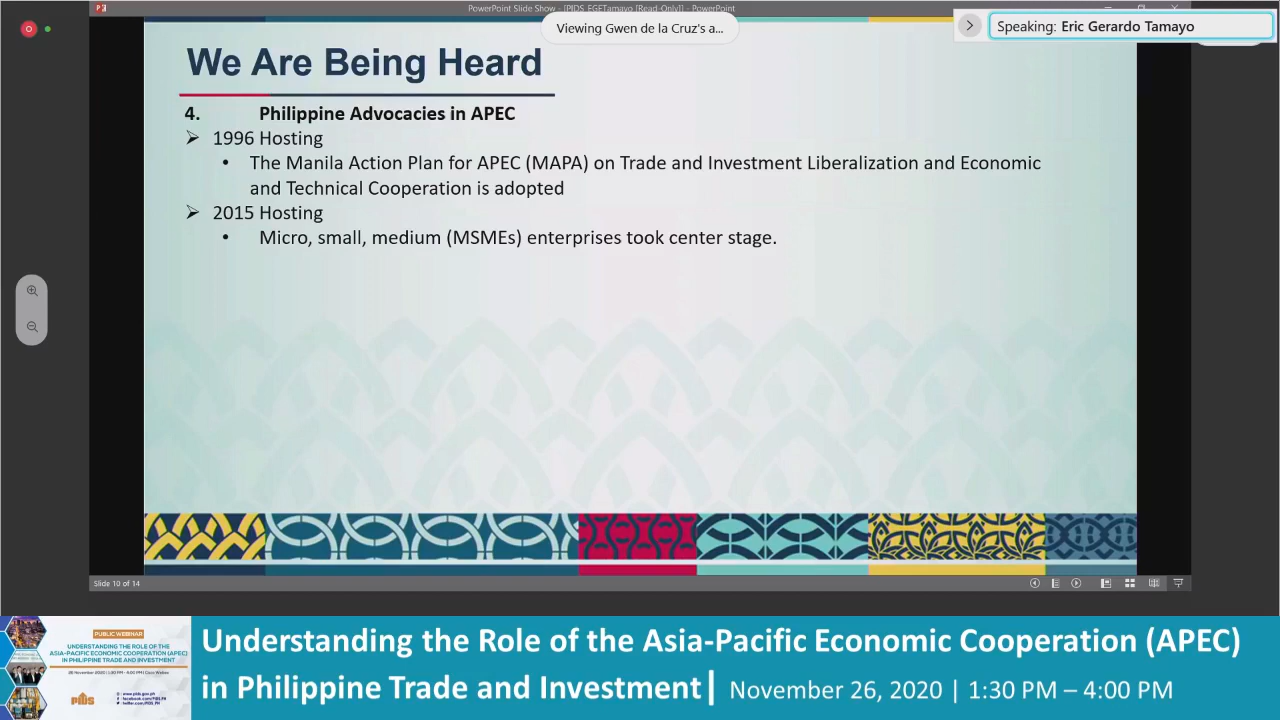 PowerPoint Slide Show - [PIDS_EGETamayo [Read-Only]] - PowerPoint
Viewing Gwen de la Cruz's a...
Speaking: Eric Gerardo Tamayo
We Are Being Heard
4. Philippine Advocacies in APEC
➢ 1996 Hosting
• The Manila Action Plan for APEC (MAPA) on Trade and Investment Liberalization and Economic
and Technical Cooperation is adopted
➢ 2015 Hosting
• Micro, small, medium (MSMEs) enterprises took center stage.
Slide 10 of 14
PUBLIC WEBINAR
UNDERSTANDING THE ROLE OF THE
ASIA-PACIFIC ECONOMIC COOPERATION (APEC)
IN PHILIPPINE TRADE AND INVESTMENT
Understanding the Role of the Asia-Pacific Economic Cooperation (APEC)
in Philippine Trade and Investment| November 26, 2020 | 1:30 PM – 4:00 PM